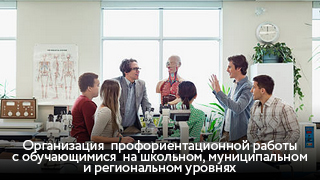 Организация профориентационной работы
с обучающимися на школьном, муниципальном
и региональном уровнях